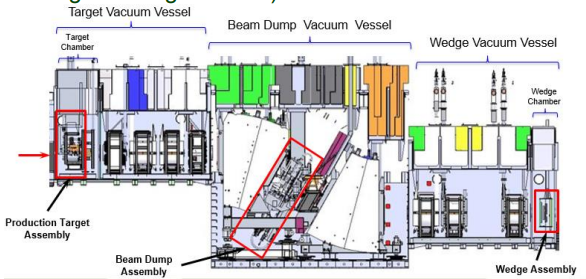 Target Vacuum Vessel
Beam Dump Vacuum Vessel
Wedge Vacuum Vessel
Target
Chamber
Wedge
Chamber
Production Target
Assembly
Beam Dump
Assembly
Wedge Assembly